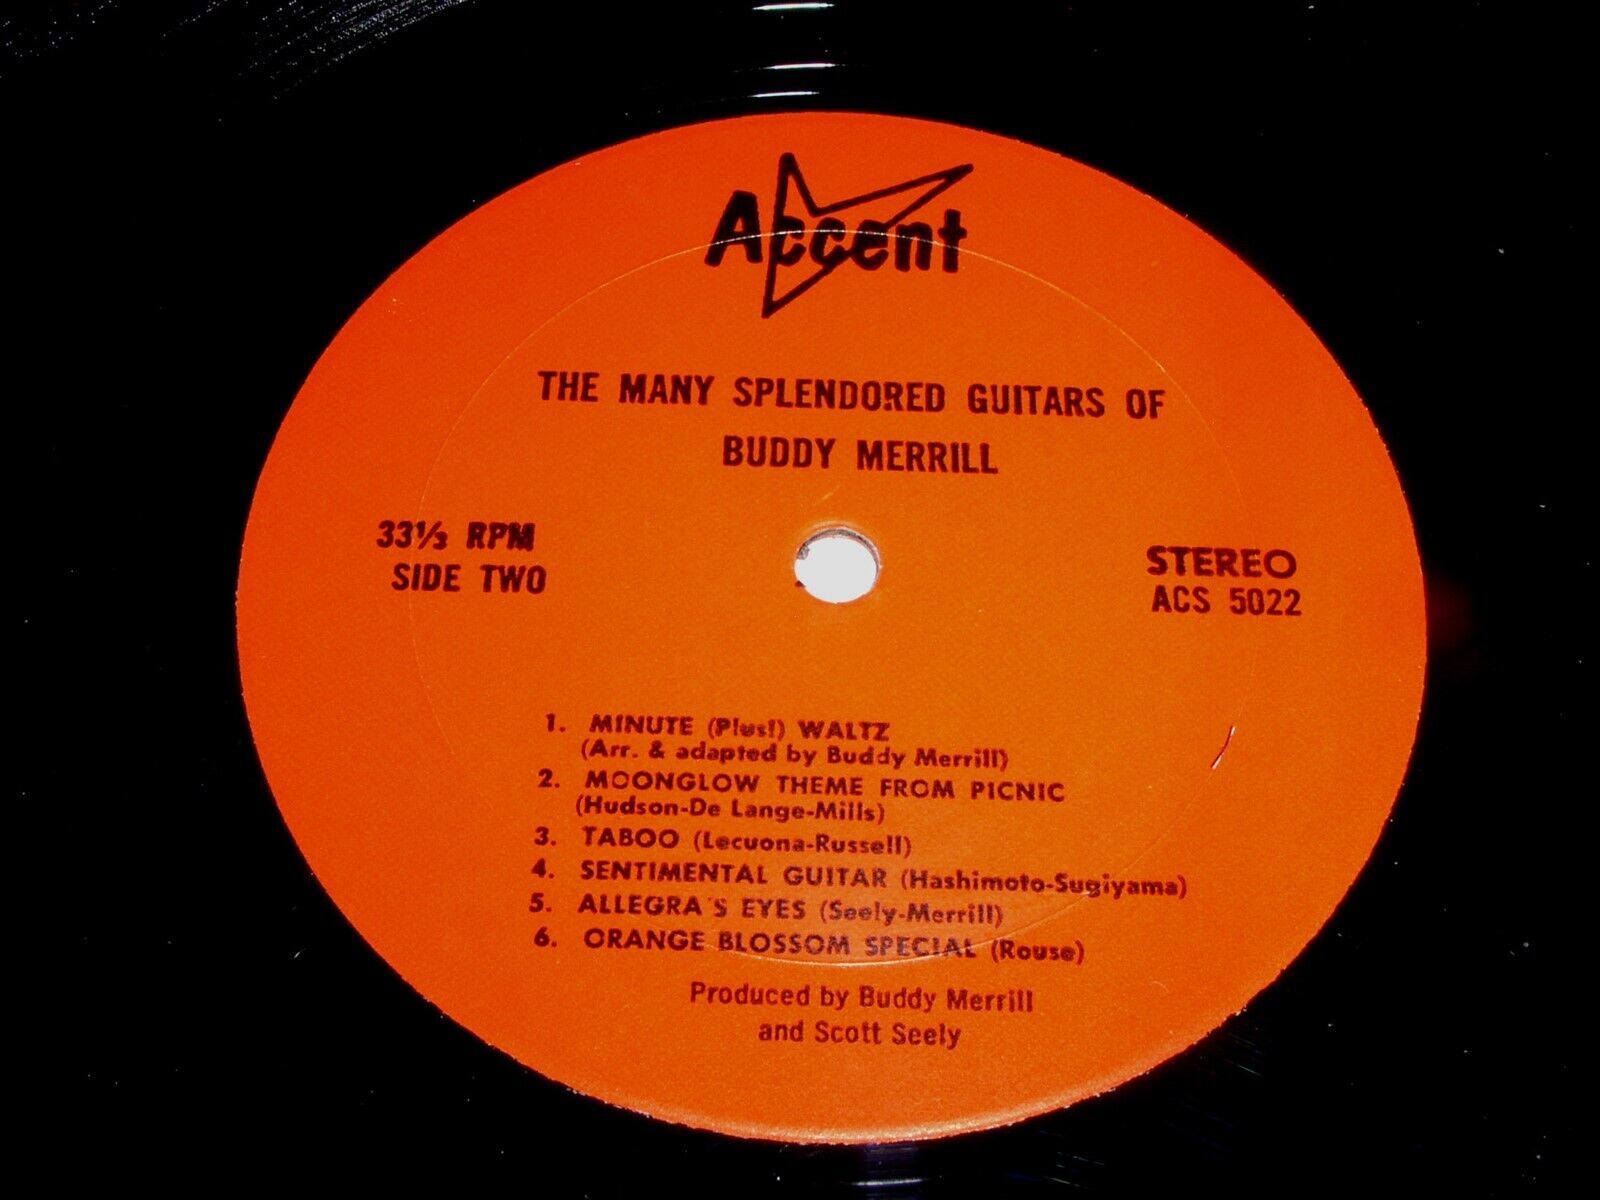 Accent
THE MANY SPLENDORED GUITARS OF
BUDDY MERRILL
33⅓ RPM
SIDE TWO
STEREO
ACS 5022
1. MINUTE (Plus!) WALTZ
(Arr. & adapted by Buddy Merrill)
2. MOONGLOW THEME FROM PICNIC
(Hudson-De Lange-Mills)
3. TABOO (Lecuona-Russell)
4. SENTIMENTAL GUITAR (Hashimoto-Sugiyama)
5. ALLEGRA'S EYES (Seely-Merrill)
6. ORANGE BLOSSOM SPECIAL (Rouse)
Produced by Buddy Merrill
and Scott Seely